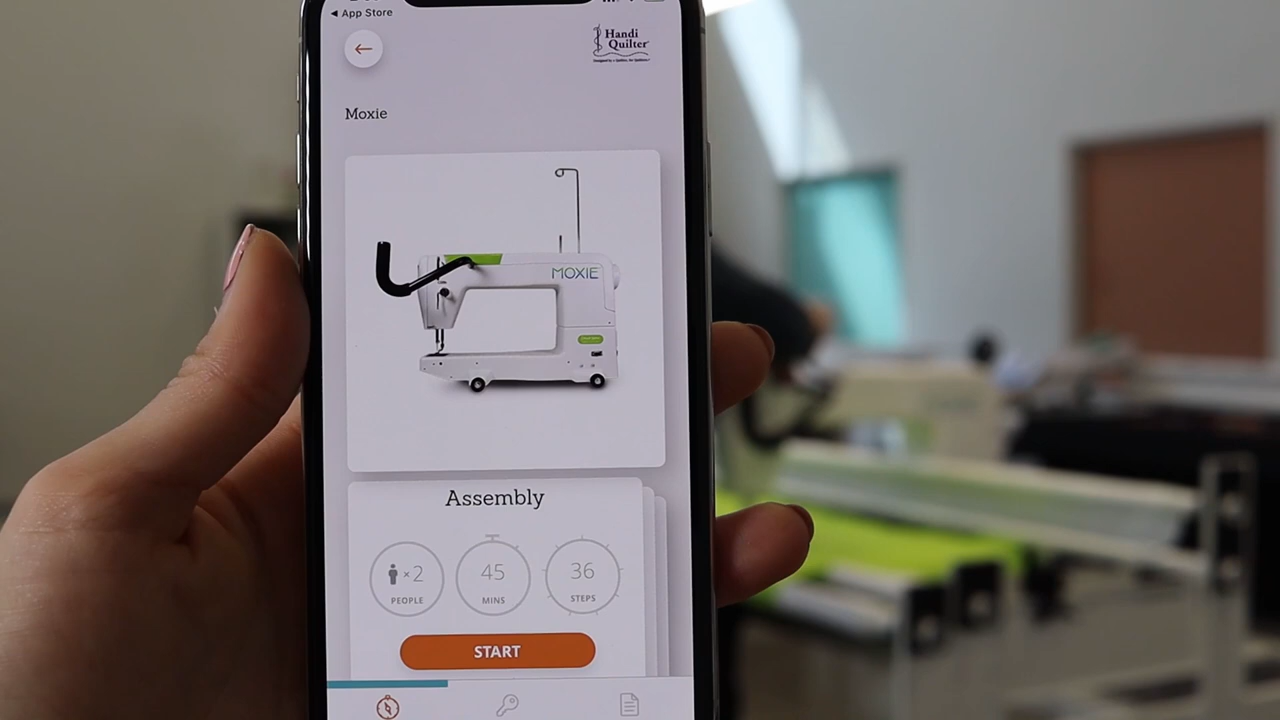 ◀ App Store
Handi
Quilter
Moxie
MOXIE
Assembly
×2
PEOPLE
45
MINS
36
STEPS
START